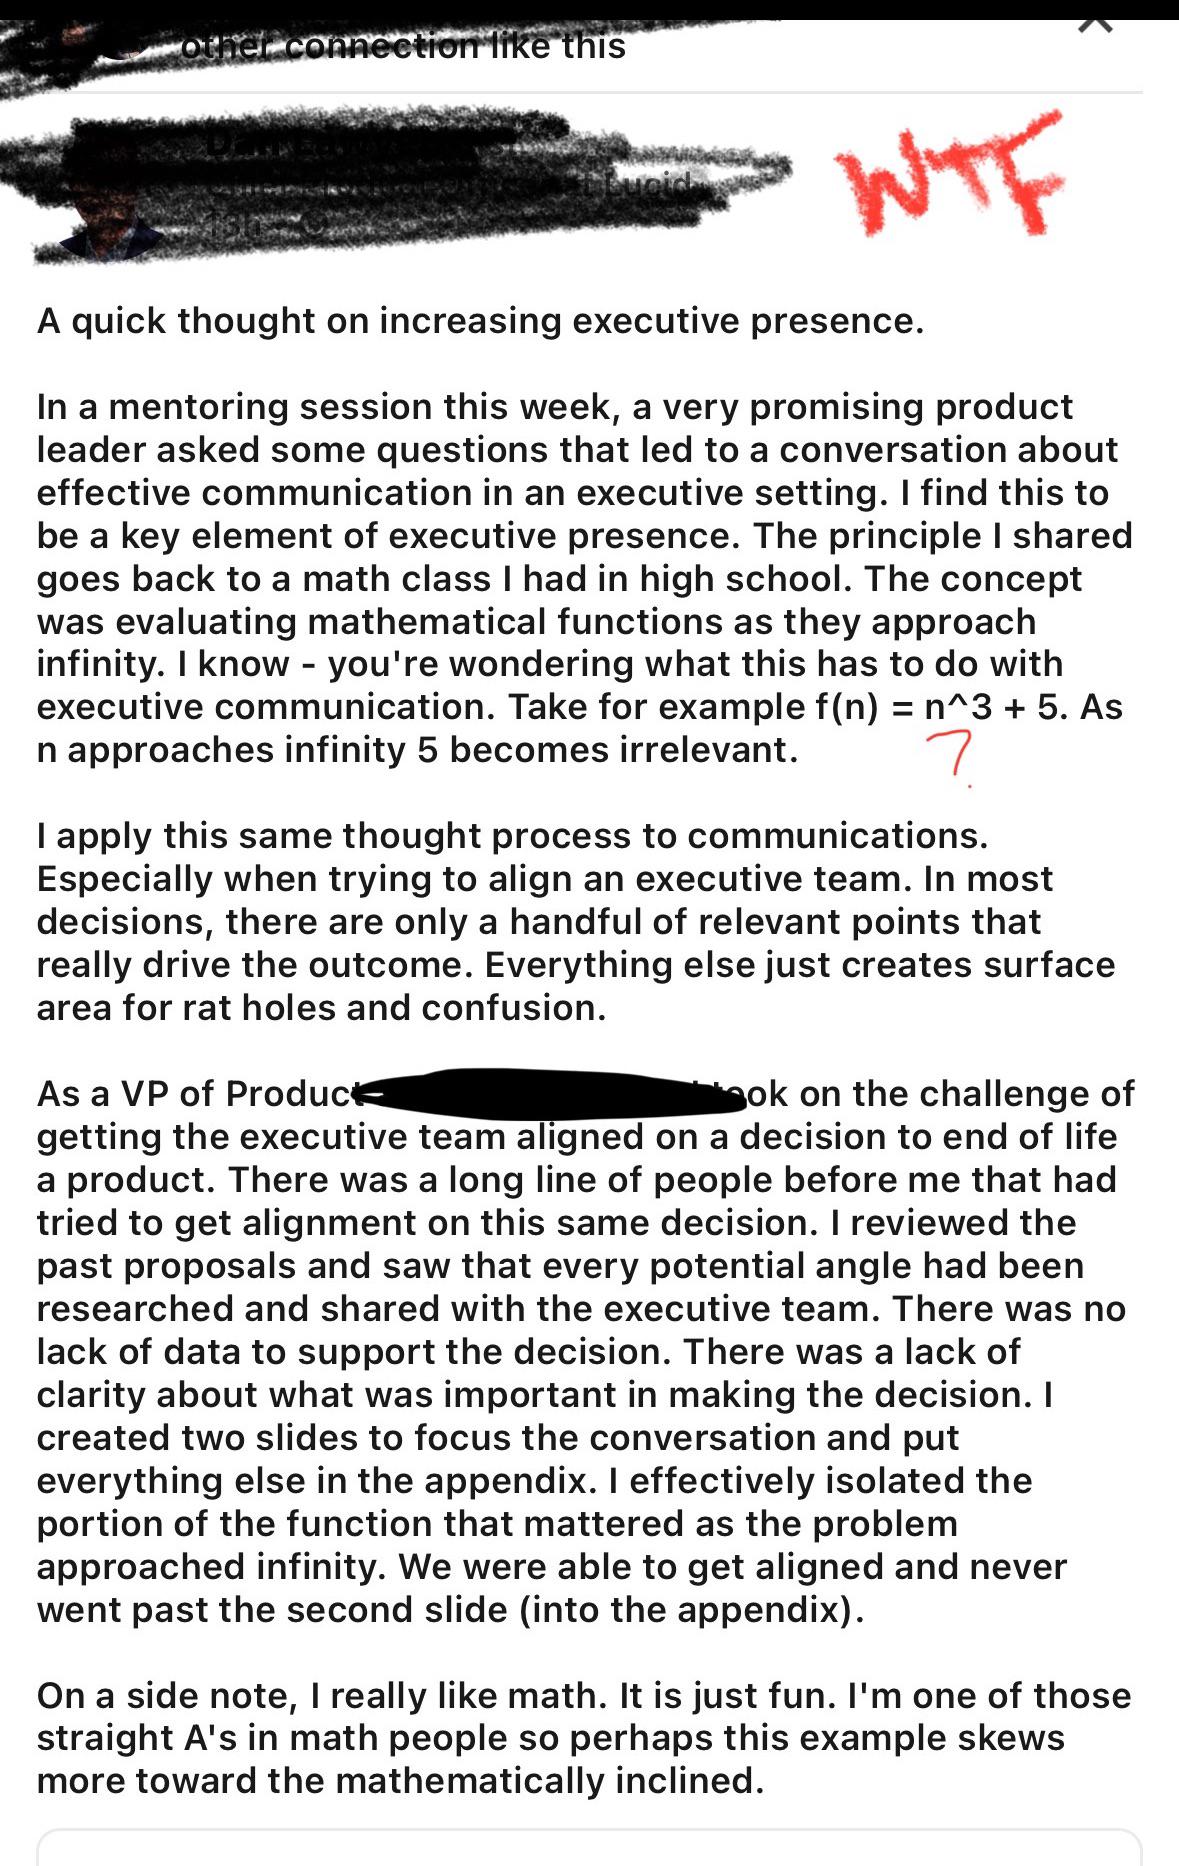 other connection like this
WTF
A quick thought on increasing executive presence.
In a mentoring session this week, a very promising product
leader asked some questions that led to a conversation about
effective communication in an executive setting. I find this to
be a key element of executive presence. The principle I shared
goes back to a math class I had in high school. The concept
was evaluating mathematical functions as they approach
infinity. I know - you're wondering what this has to do with
executive communication. Take for example f(n) = n^3 + 5. As
n approaches infinity 5 becomes irrelevant.
?
I apply this same thought process to communications.
Especially when trying to align an executive team. In most
decisions, there are only a handful of relevant points that
really drive the outcome. Everything else just creates surface
area for rat holes and confusion.
As a VP of Product ook on the challenge of
getting the executive team aligned on a decision to end of life
a product. There was a long line of people before me that had
tried to get alignment on this same decision. I reviewed the
past proposals and saw that every potential angle had been
researched and shared with the executive team. There was no
lack of data to support the decision. There was a lack of
clarity about what was important in making the decision. I
created two slides to focus the conversation and put
everything else in the appendix. I effectively isolated the
portion of the function that mattered as the problem
approached infinity. We were able to get aligned and never
went past the second slide (into the appendix).
On a side note, I really like math. It is just fun. I'm one of those
straight A's in math people so perhaps this example skews
more toward the mathematically inclined.